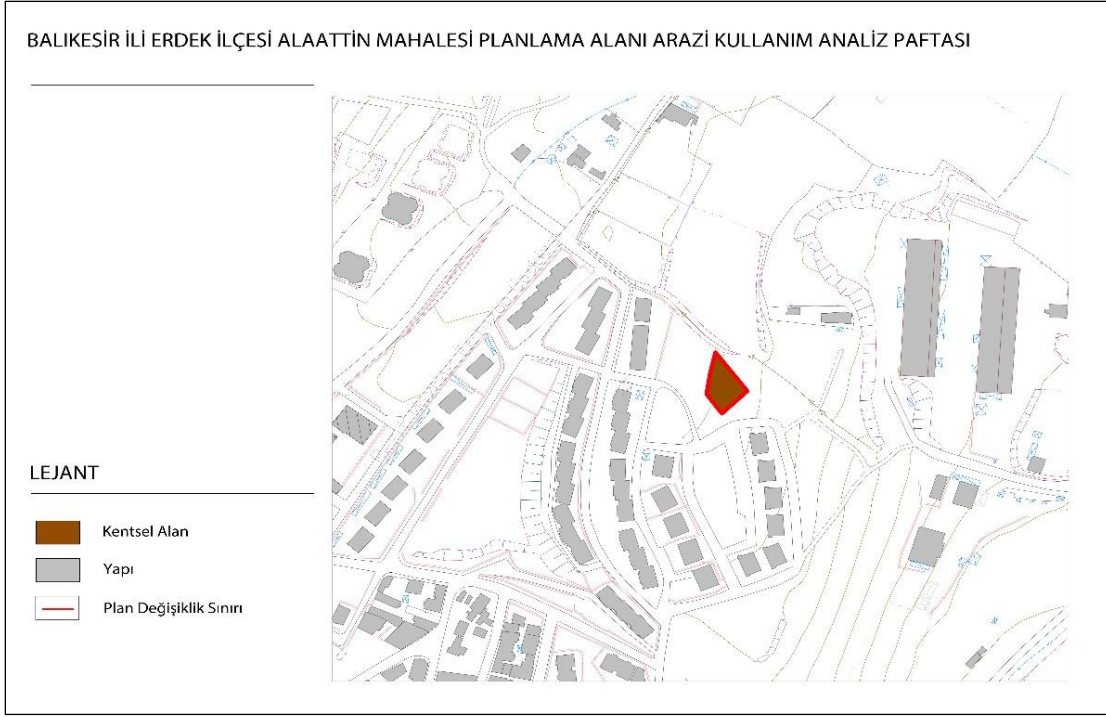 BALIKESİR İLİ ERDEK İLÇESİ ALAATTİN MAHALESİ PLANLAMA ALANI ARAZİ KULLANIM ANALİZ PAFTASI
LEJANT
Kentsel Alan
Yapı
Plan Değişiklik Sınırı